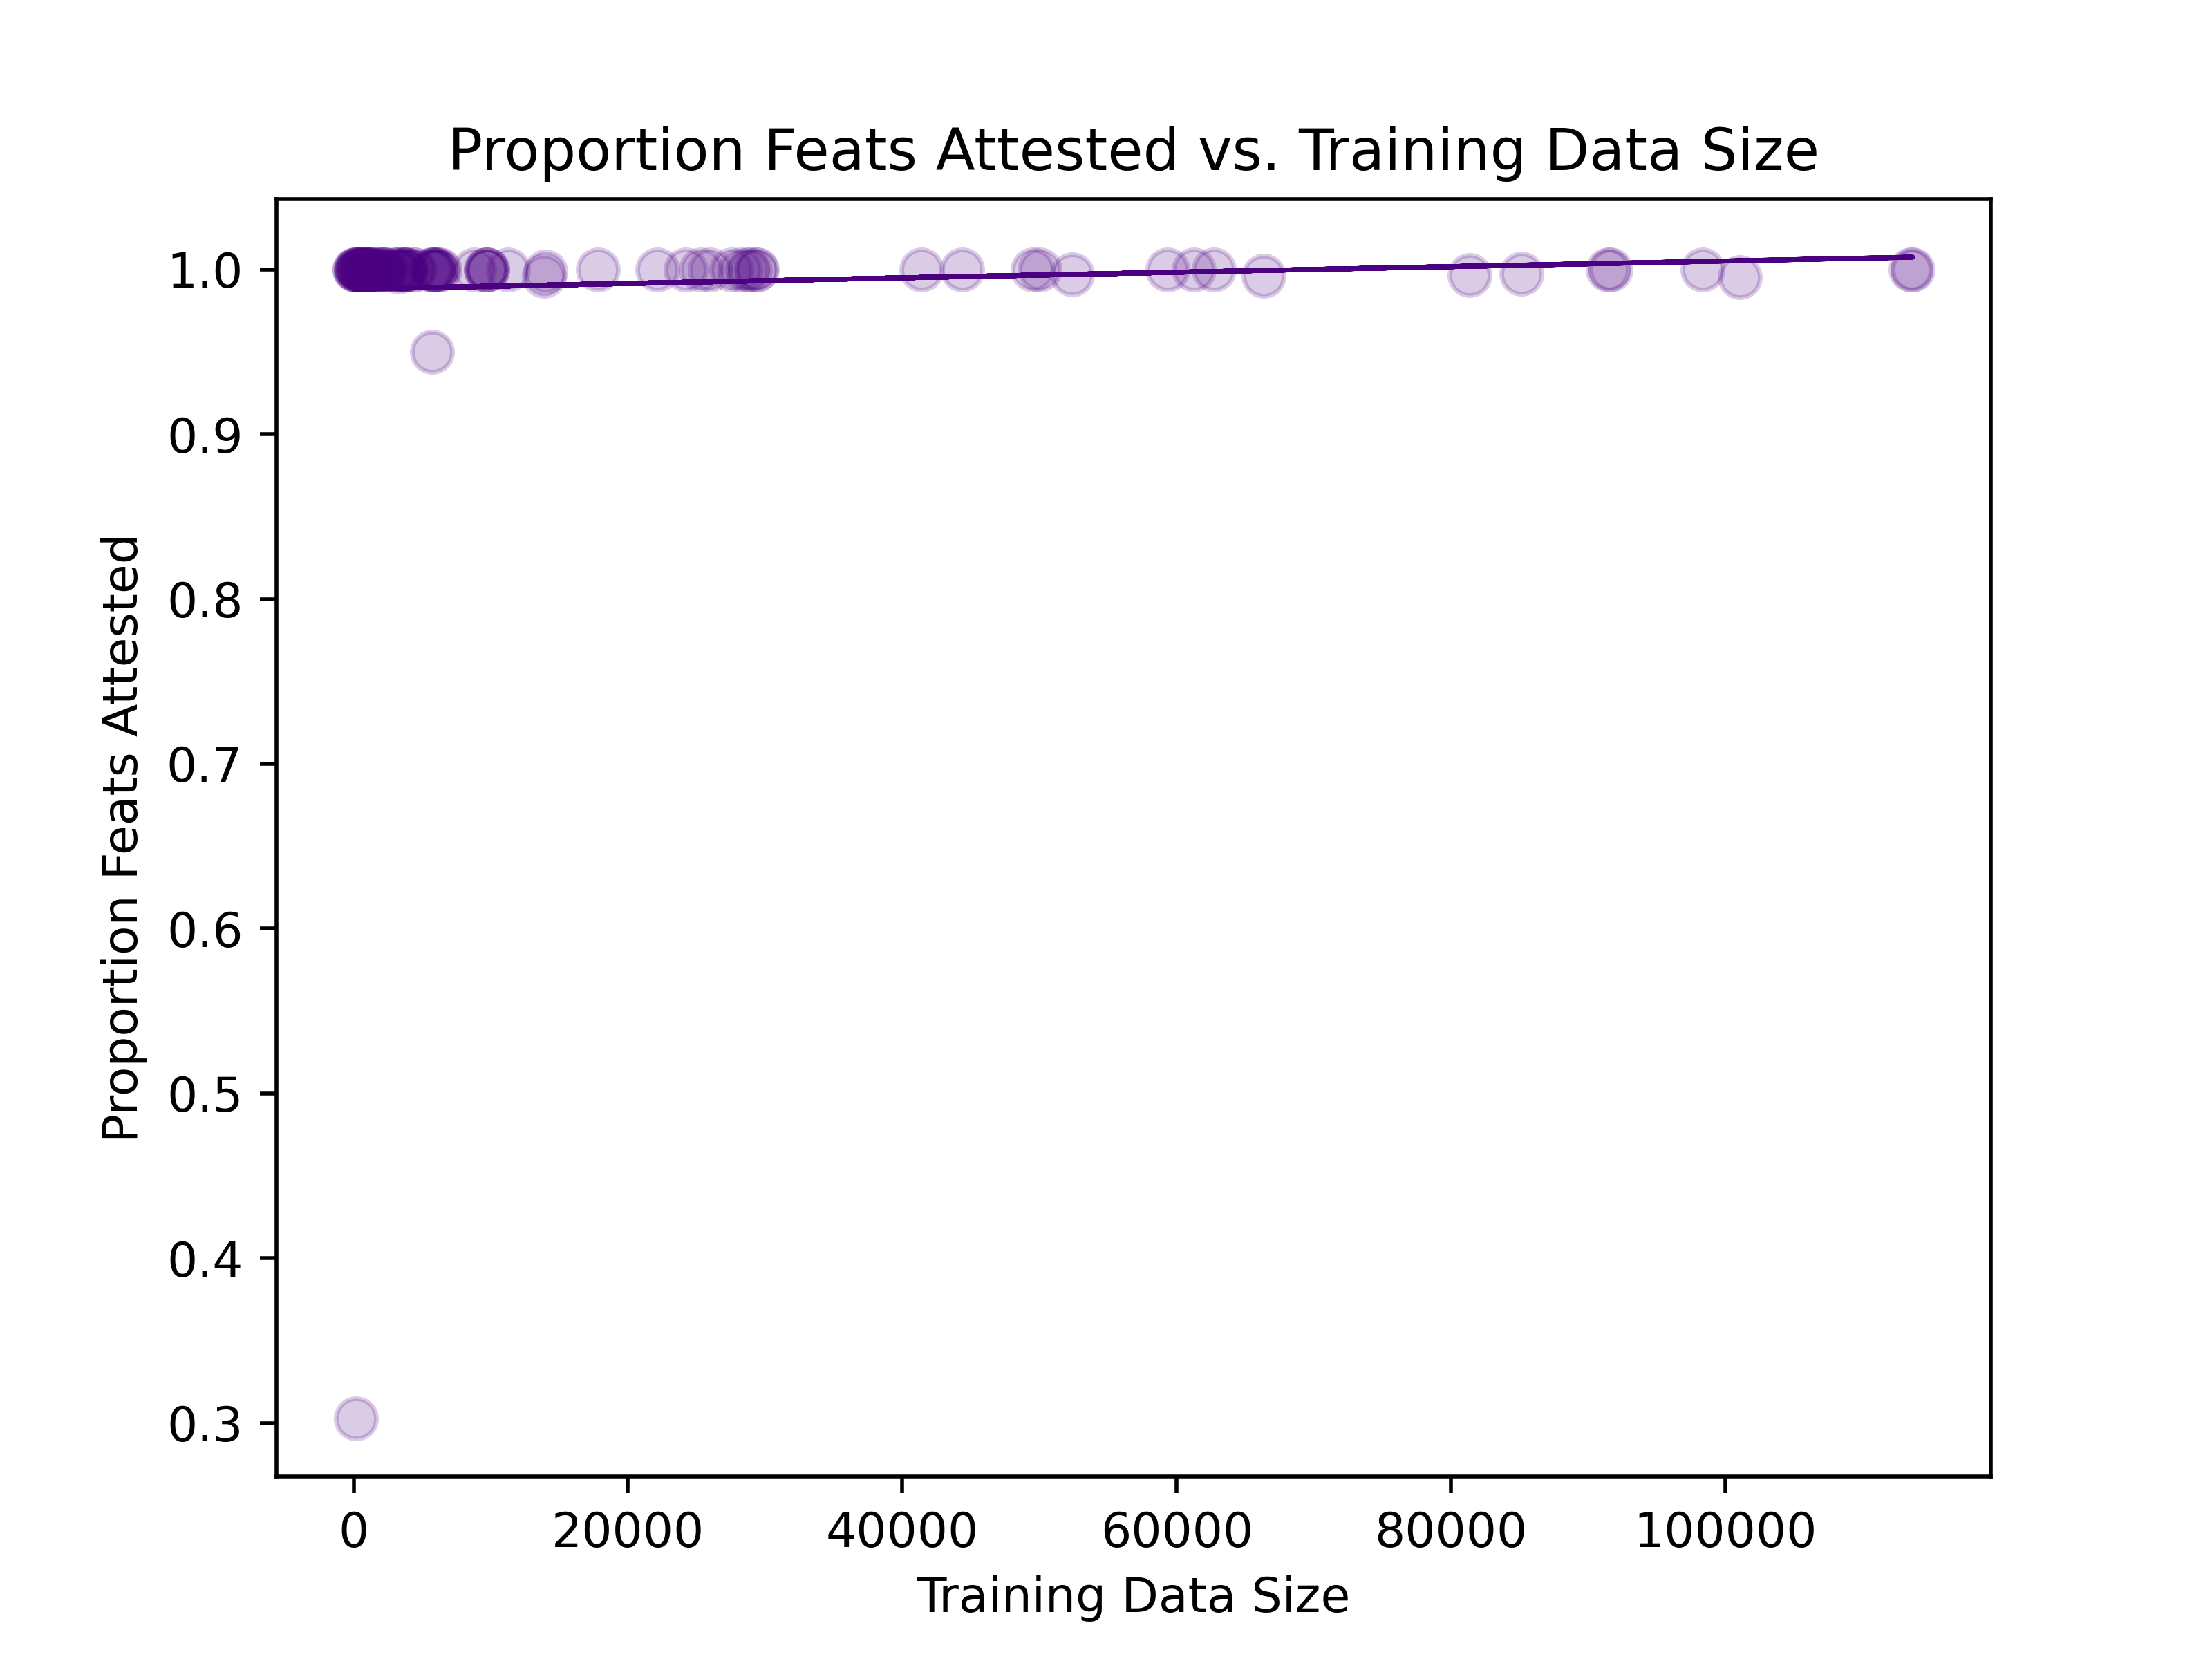 Proportion Feats Attested vs. Training Data Size
1.0
0.9
0.8
0.7
0.6
0.5
0.4
0.3
Proportion Feats Attested
0 20000 40000 60000 80000 100000
Training Data Size